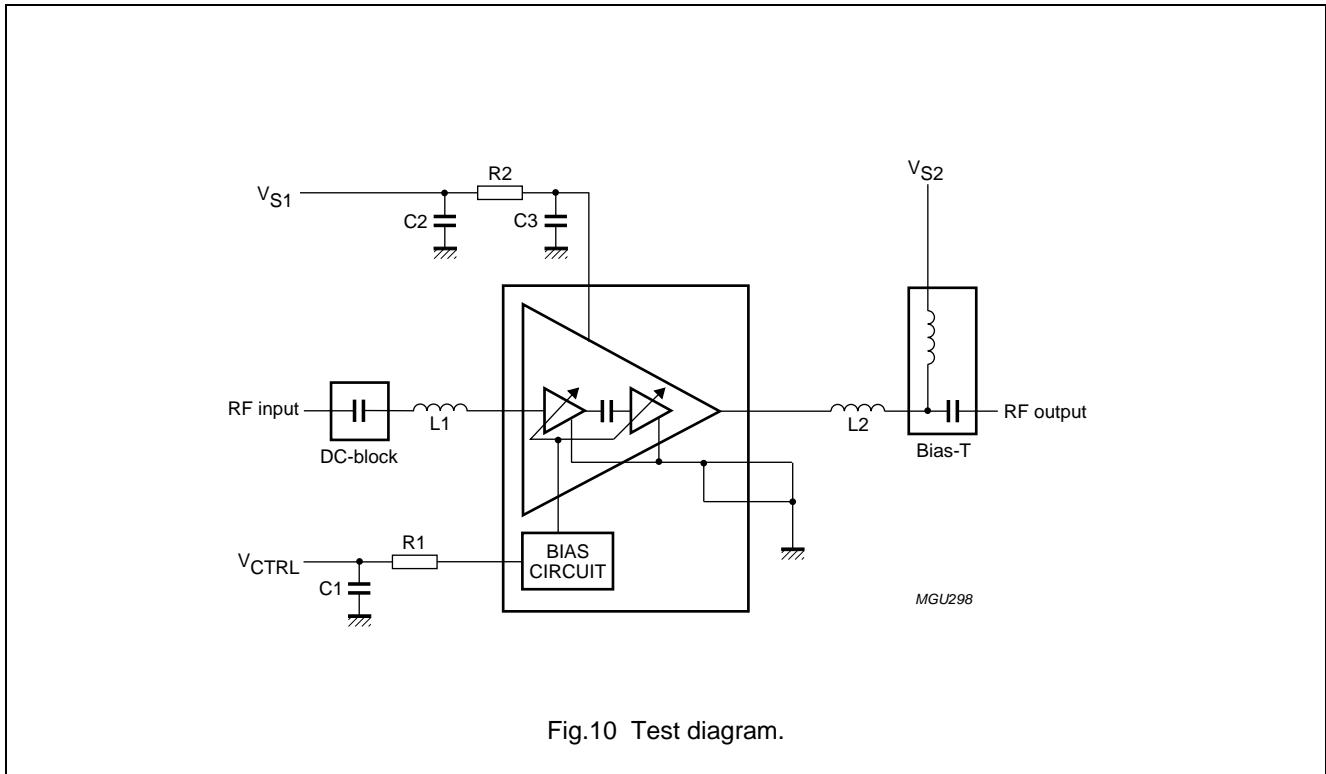 VS1
R2
C2
C3
VS2
RF input
DC-block
L1
L2
Bias-T
RF output
VCTRL
R1
C1
BIAS
CIRCUIT
MGU298
Fig.10 Test diagram.